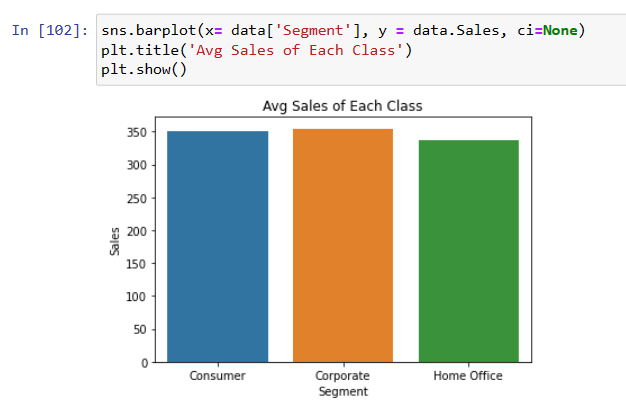 In [102]: sns.barplot(x= data['Segment'], y = data.Sales, ci=None)
plt.title('Avg Sales of Each Class')
plt.show()
Avg Sales of Each Class
350
300
250
200
150
100
50
0
Sales
Consumer Corporate Home Office
Segment